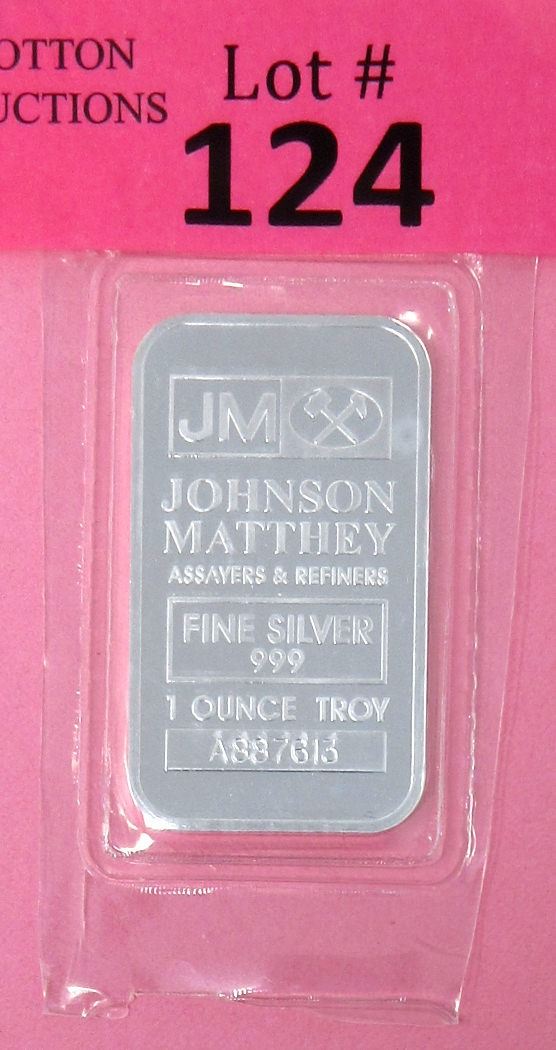 OTTON
UCTIONS
Lot #
124
JM
JOHNSON
MATTHEY
ASSAYERS & REFINERS
FINE SILVER
999
1 OUNCE TROY
A887613